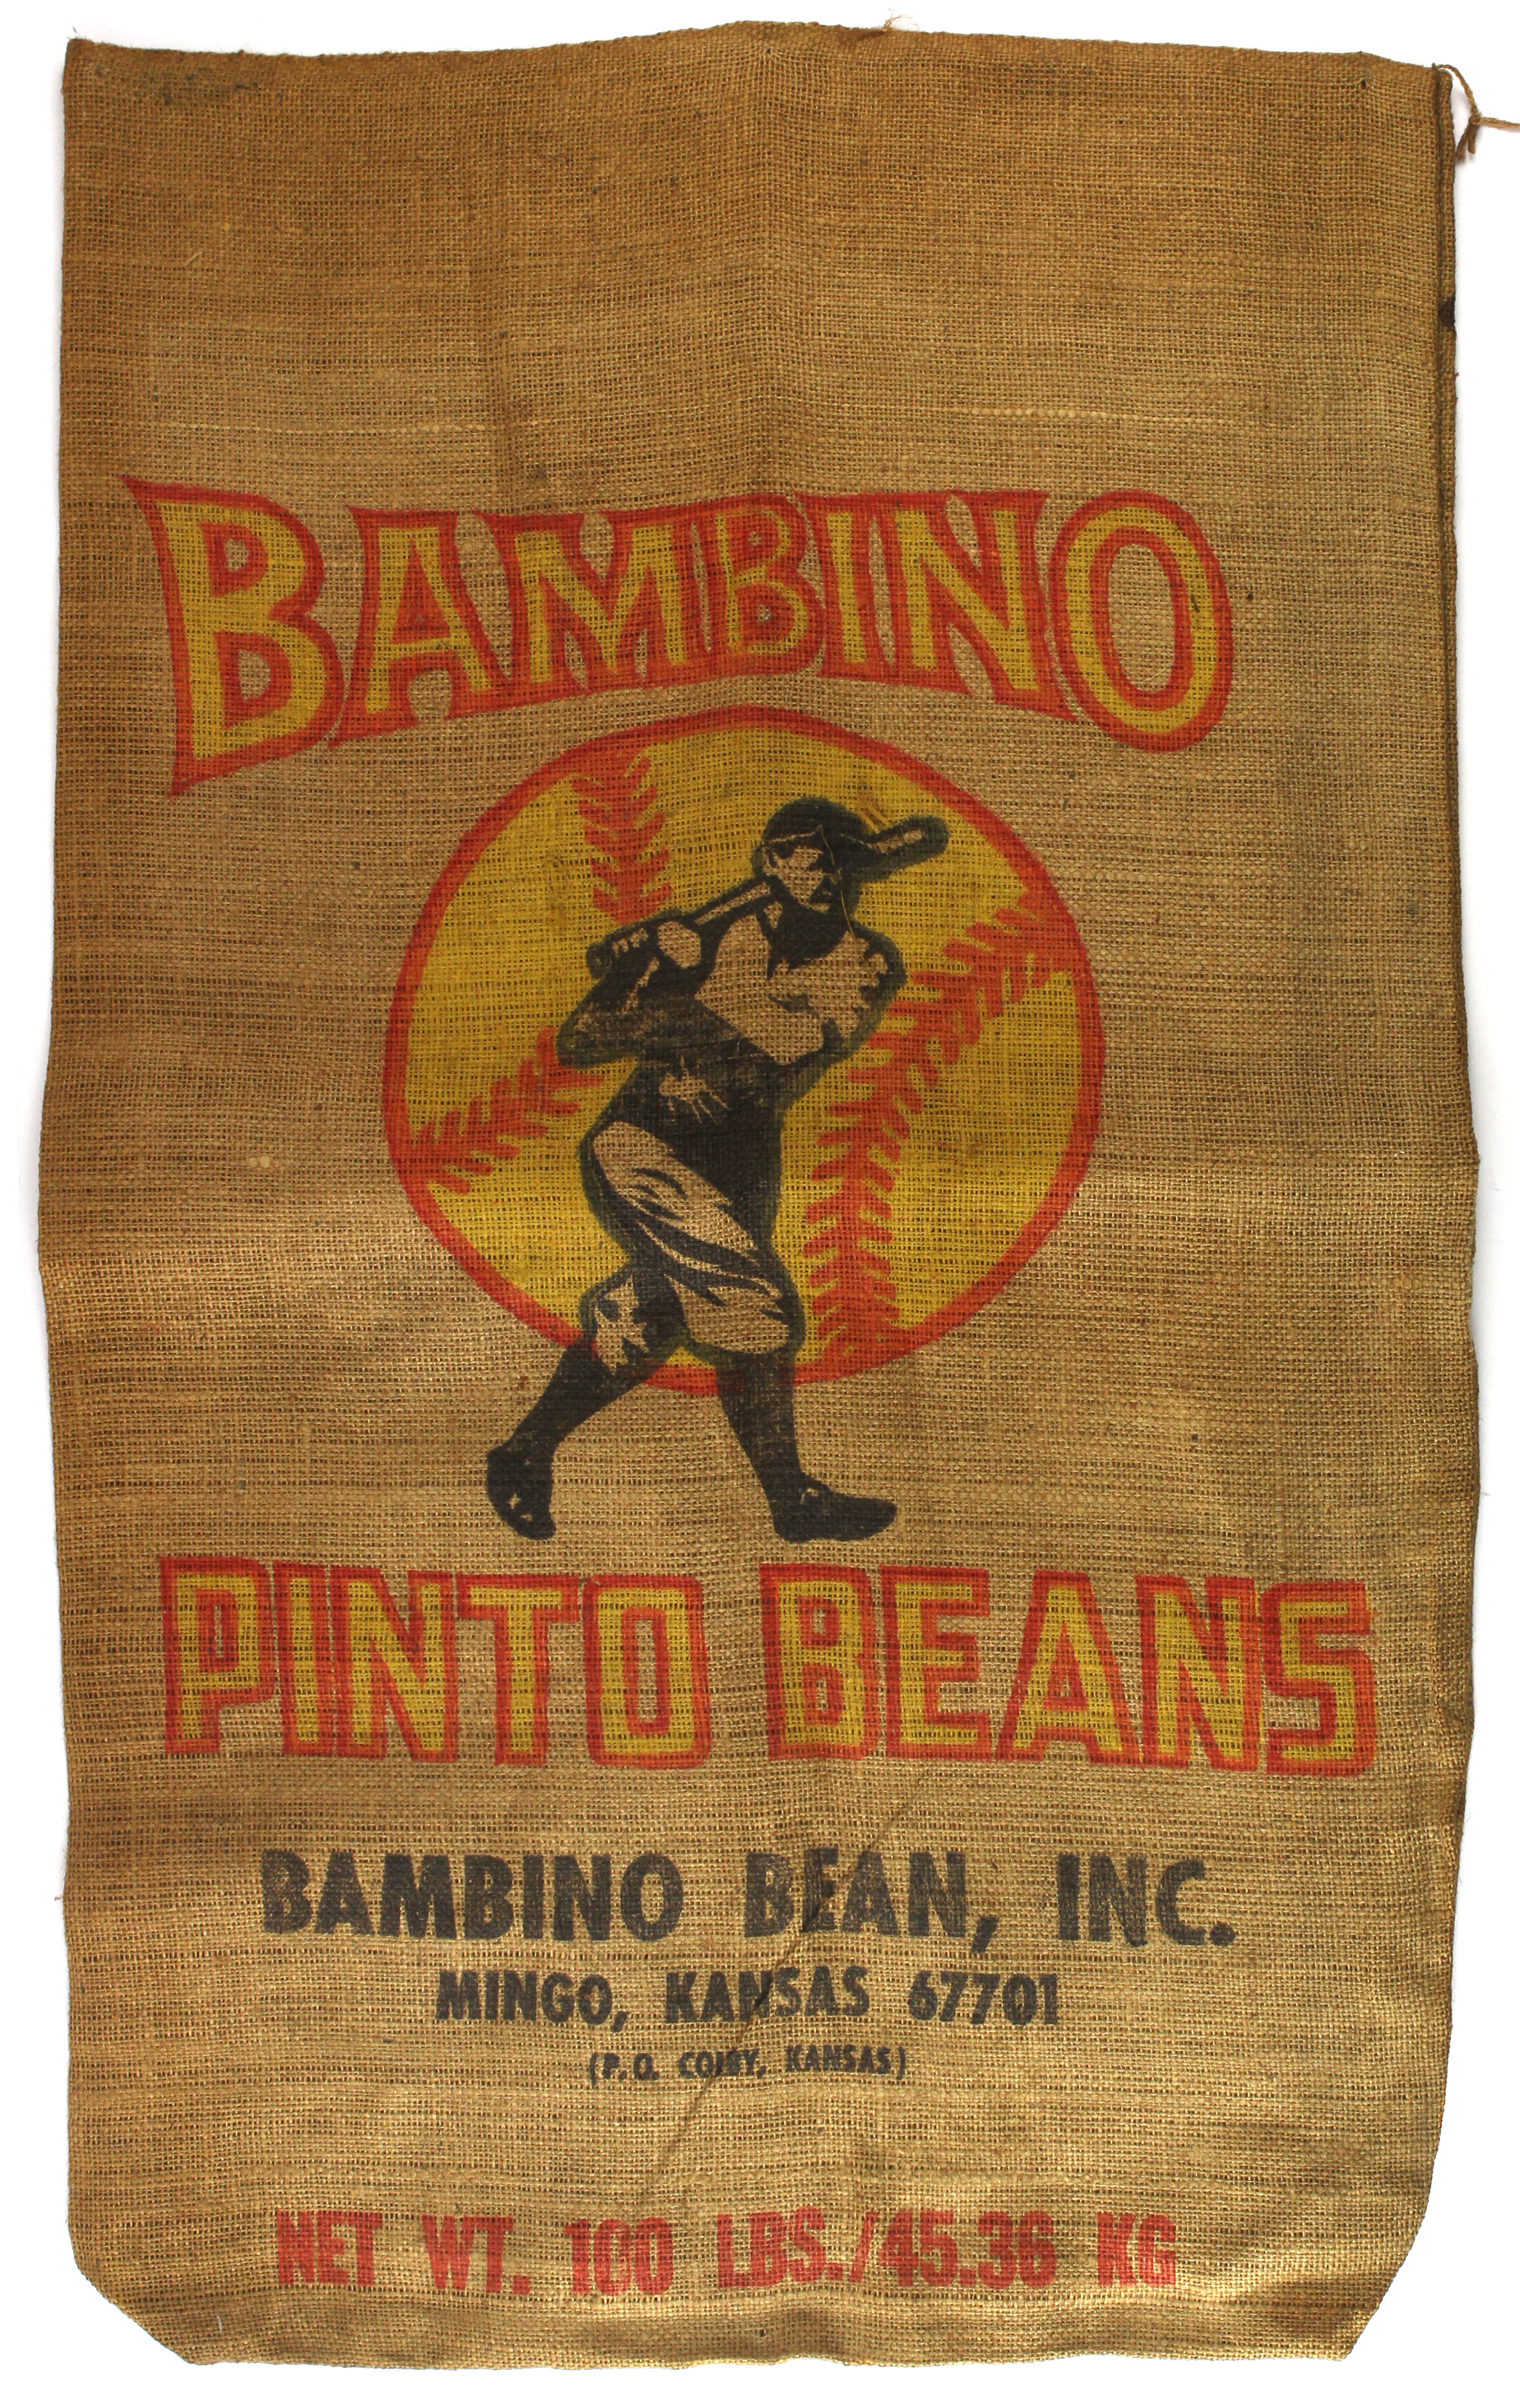 BAMBINO
PINTO BEANS
BAMBINO BEAN, INC.
MINGO, KANSAS 67701
(P.O. COLBY, KANSAS)
NET WT. 100 LBS./45.36 KG